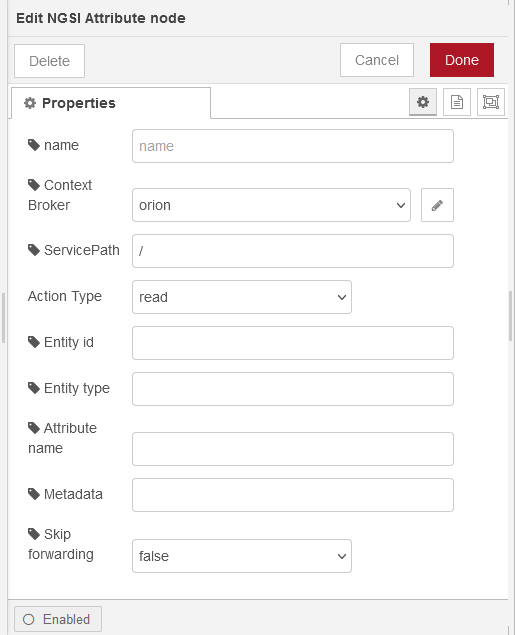 Edit NGSI Attribute node
Delete
Cancel
Done
Properties
name
name
Context
Broker
orion
ServicePath
/
Action Type
read
Entity id
Entity type
Attribute
name
Metadata
Skip
forwarding
false
Enabled